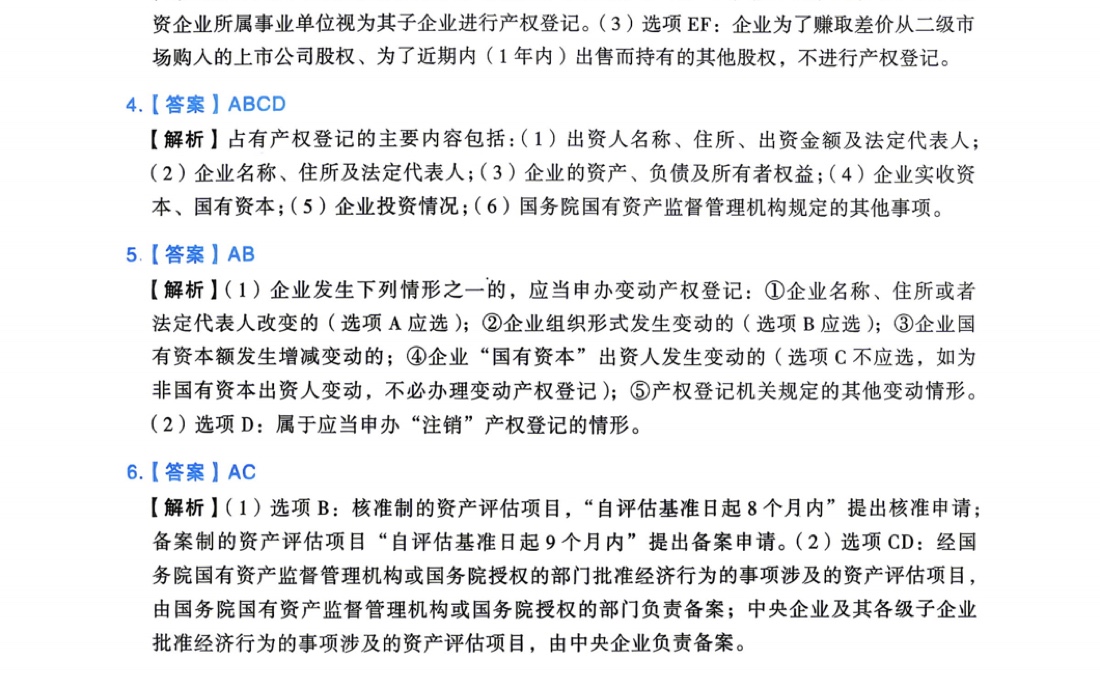 资企业所属事业单位视为其子企业进行产权登记。（3）选项 EF：企业为了赚取差价从二级市
场购入的上市公司股权、为了近期内（1 年内）出售而持有的其他股权，不进行产权登记。
4.【答案】ABCD
【解析】占有产权登记的主要内容包括：（1）出资人名称、住所、出资金额及法定代表人；
（2）企业名称、住所及法定代表人；（3）企业的资产、负债及所有者权益；（4）企业实收资
本、国有资本；（5）企业投资情况；（6）国务院国有资产监督管理机构规定的其他事项。
5.【答案】AB
【解析】（1）企业发生下列情形之一的，应当申办变动产权登记：①企业名称、住所或者
法定代表人改变的（选项 A 应选）；②企业组织形式发生变动的（选项 B 应选）；③企业国
有资本额发生增减变动的；④企业“国有资本”出资人发生变动的（选项 C 不应选，如为
非国有资本出资人变动，不必办理变动产权登记）；⑤产权登记机关规定的其他变动情形。
（2）选项 D：属于应当申办“注销”产权登记的情形。
6.【答案】AC
【解析】（1）选项 B：核准制的资产评估项目，“自评估基准日起 8 个月内”提出核准申请；
备案制的资产评估项目“自评估基准日起 9 个月内”提出备案申请。（2）选项 CD：经国
务院国有资产监督管理机构或国务院授权的部门批准经济行为的事项涉及的资产评估项目，
由国务院国有资产监督管理机构或国务院授权的部门负责备案；中央企业及其各级子企业
批准经济行为的事项涉及的资产评估项目，由中央企业负责备案。